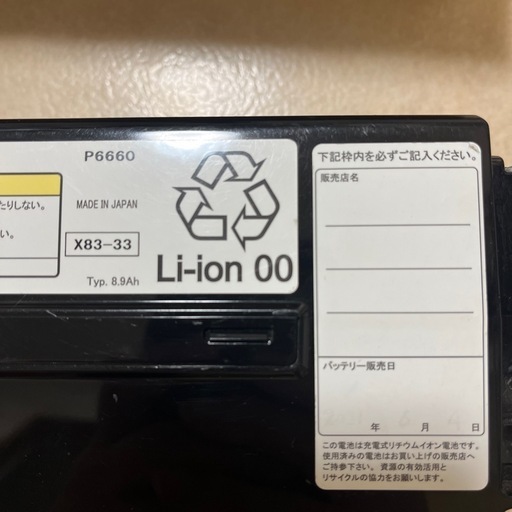 P6660
たりしない。
MADE IN JAPAN
い。
X83-33
Li-ion 00
Typ. 8.9Ah
下記枠内を必ずご記入ください。
販売店名
バッテリー販売日
年 月 日
この電池は充電式リチウムイオン電池です。
使用済みの電池はお買い上げの販売店へ
ご持参下さい。資源の有効活用と
リサイクルの協力をお願いします。